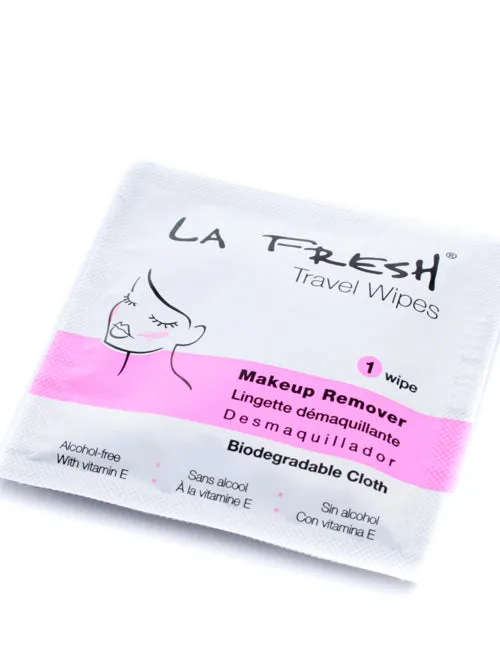 LA FRESH®
Travel Wipes
1 wipe
Makeup Remover
Lingette démaquillante
Desmaquillador
Biodegradable Cloth
Alcohol-free
With vitamin E
Sans alcool
À la vitamine E
Sin alcohol
Con vitamina E